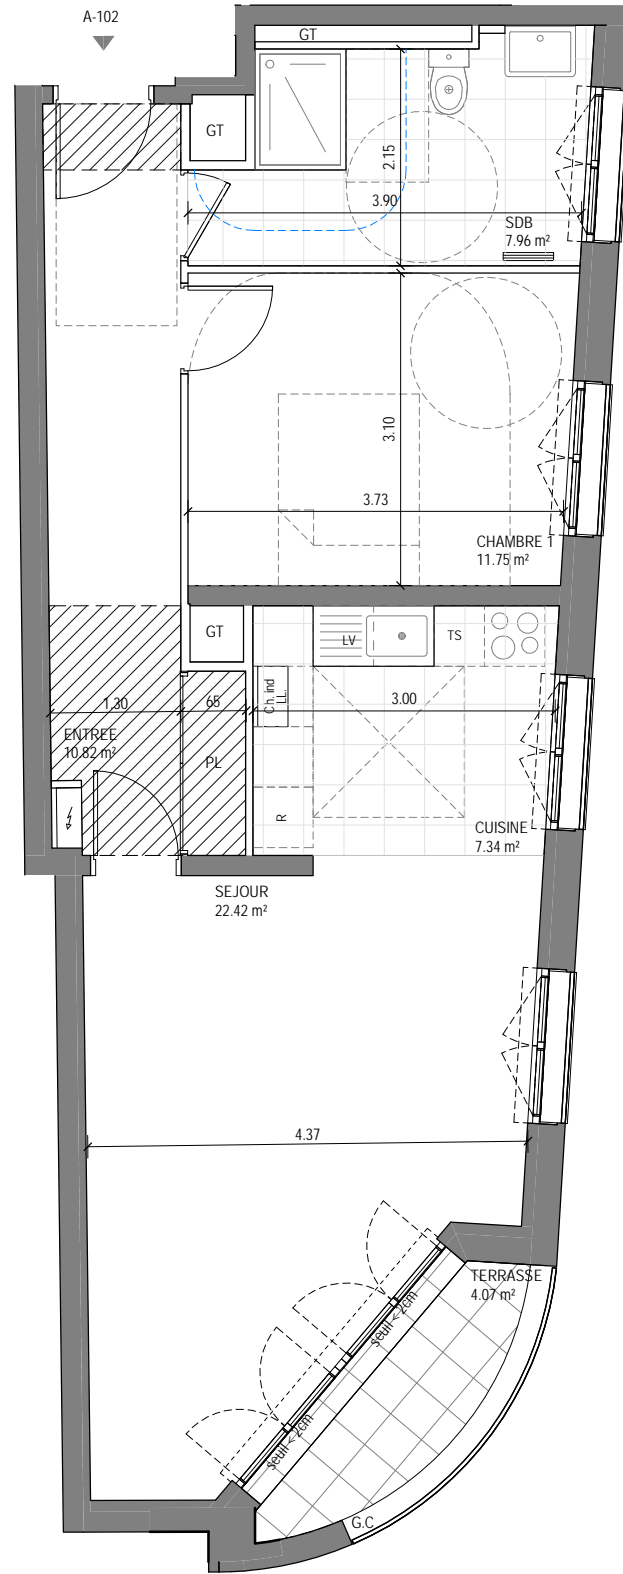 A-102
GT
GT
2.15
3.90
SDB
7.96 m²
3.10
3.73
CHAMBRE 1
11.75 m²
GT
LV
TS
Ch. ind
LL.
1.30
65
3.00
ENTREE
10.82 m²
PL
R
CUISINE
7.34 m²
SEJOUR
22.42 m²
4.37
TERRASSE
4.07 m²
seuil < 2cm
seuil < 2cm
G.C